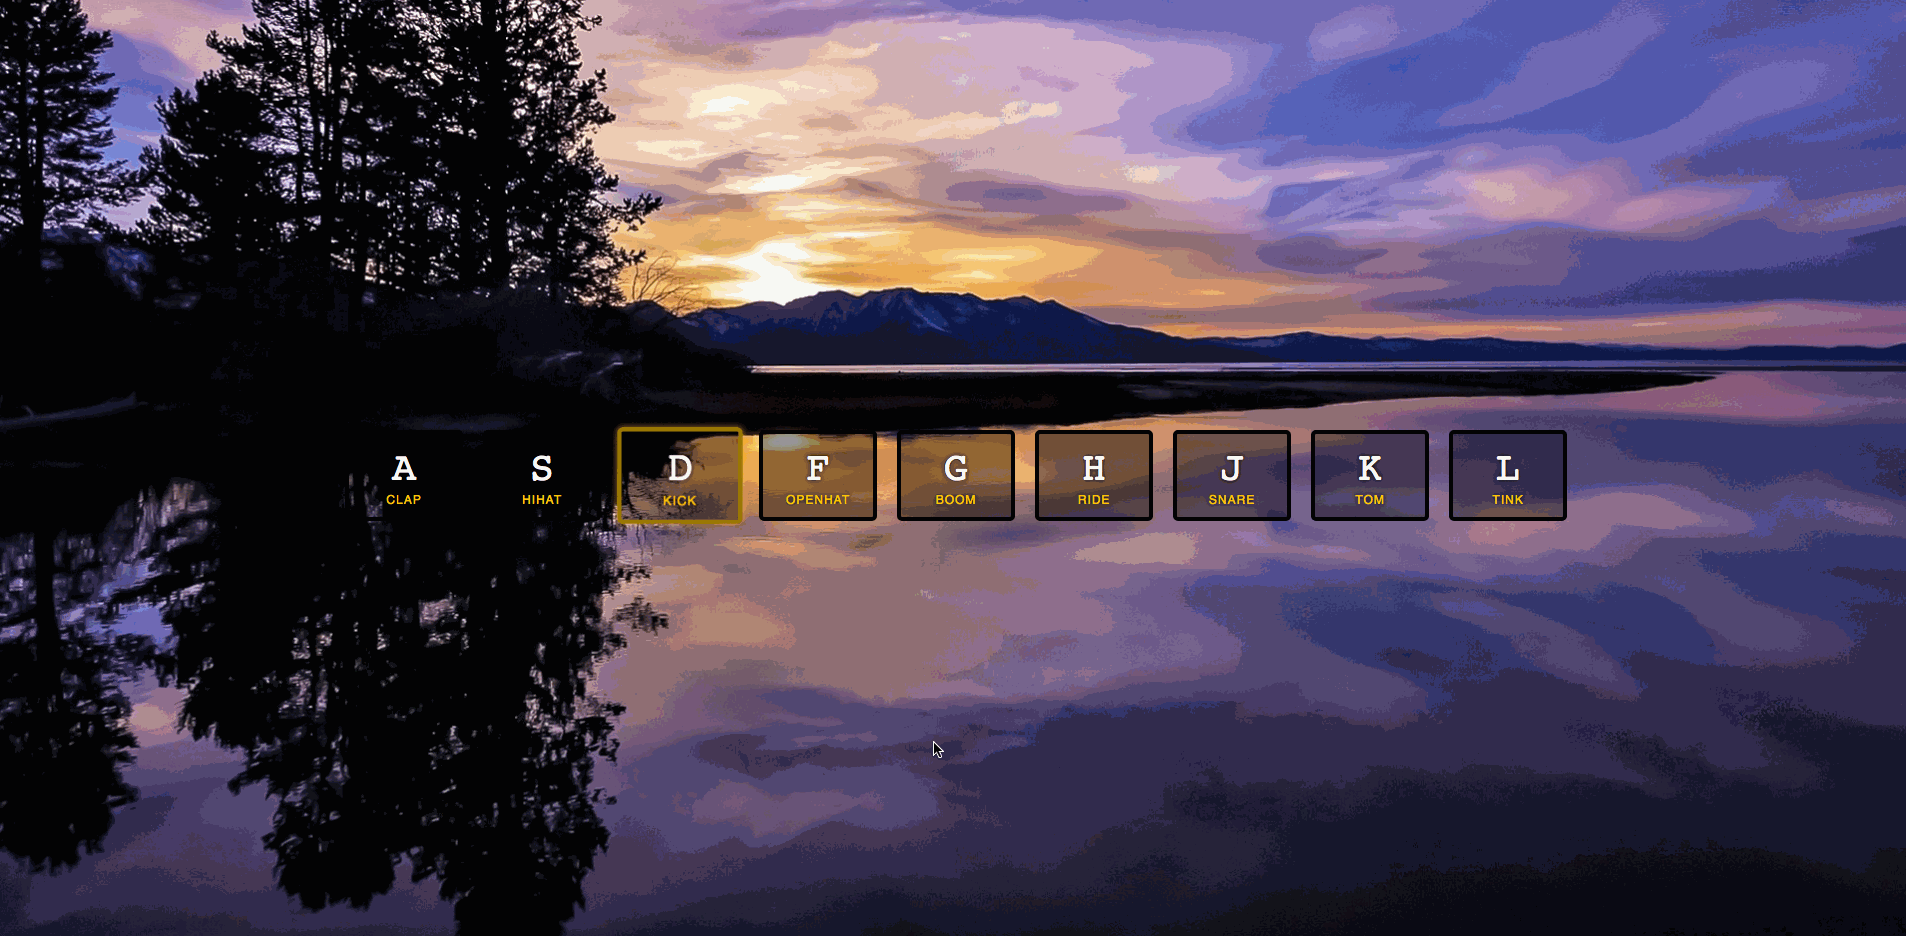 A S D F G H J K L
CLAP HIHAT KICK OPENHAT BOOM RIDE SNARE TOM TINK